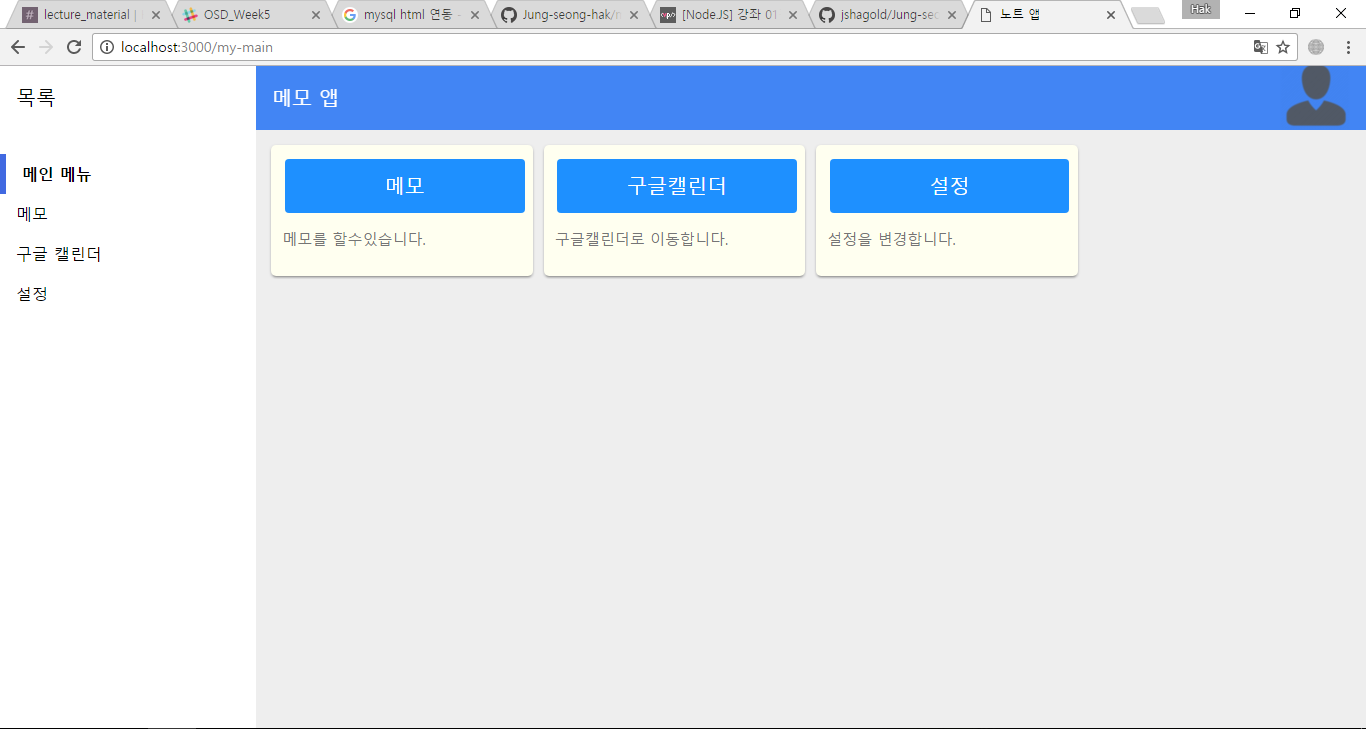 lecture_material |
OSD_Week5
mysql html 연동 -
Jung-seong-hak/
[NodeJS] 강좌 01
jshagold/Jung-seo
노트 앱
Hak
localhost:3000/my-main
목록
메모 앱
메인 메뉴
메모
구글 캘린더
설정
메모
메모를 할수있습니다.
구글캘린더
구글캘린더로 이동합니다.
설정
설정을 변경합니다.